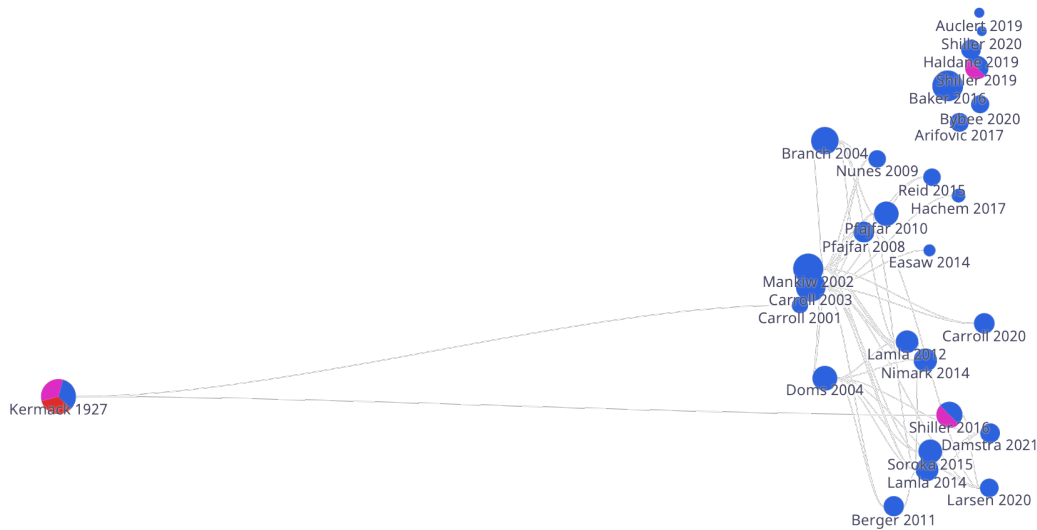 Auclert 2019
Shiller 2020
Haldane 2019
Shiller 2019
Baker 2016
Bybee 2020
Arifovic 2017
Branch 2004
Nunes 2009
Reid 2015
Hachem 2017
Pfajfar 2010
Pfajfar 2008
Easaw 2014
Mankiw 2002
Carroll 2003
Carroll 2001
Carroll 2020
Lamla 2012
Nimark 2014
Doms 2004
Kermack 1927
Shiller 2016
Damstra 2021
Soroka 2015
Lamla 2014
Larsen 2020
Berger 2011